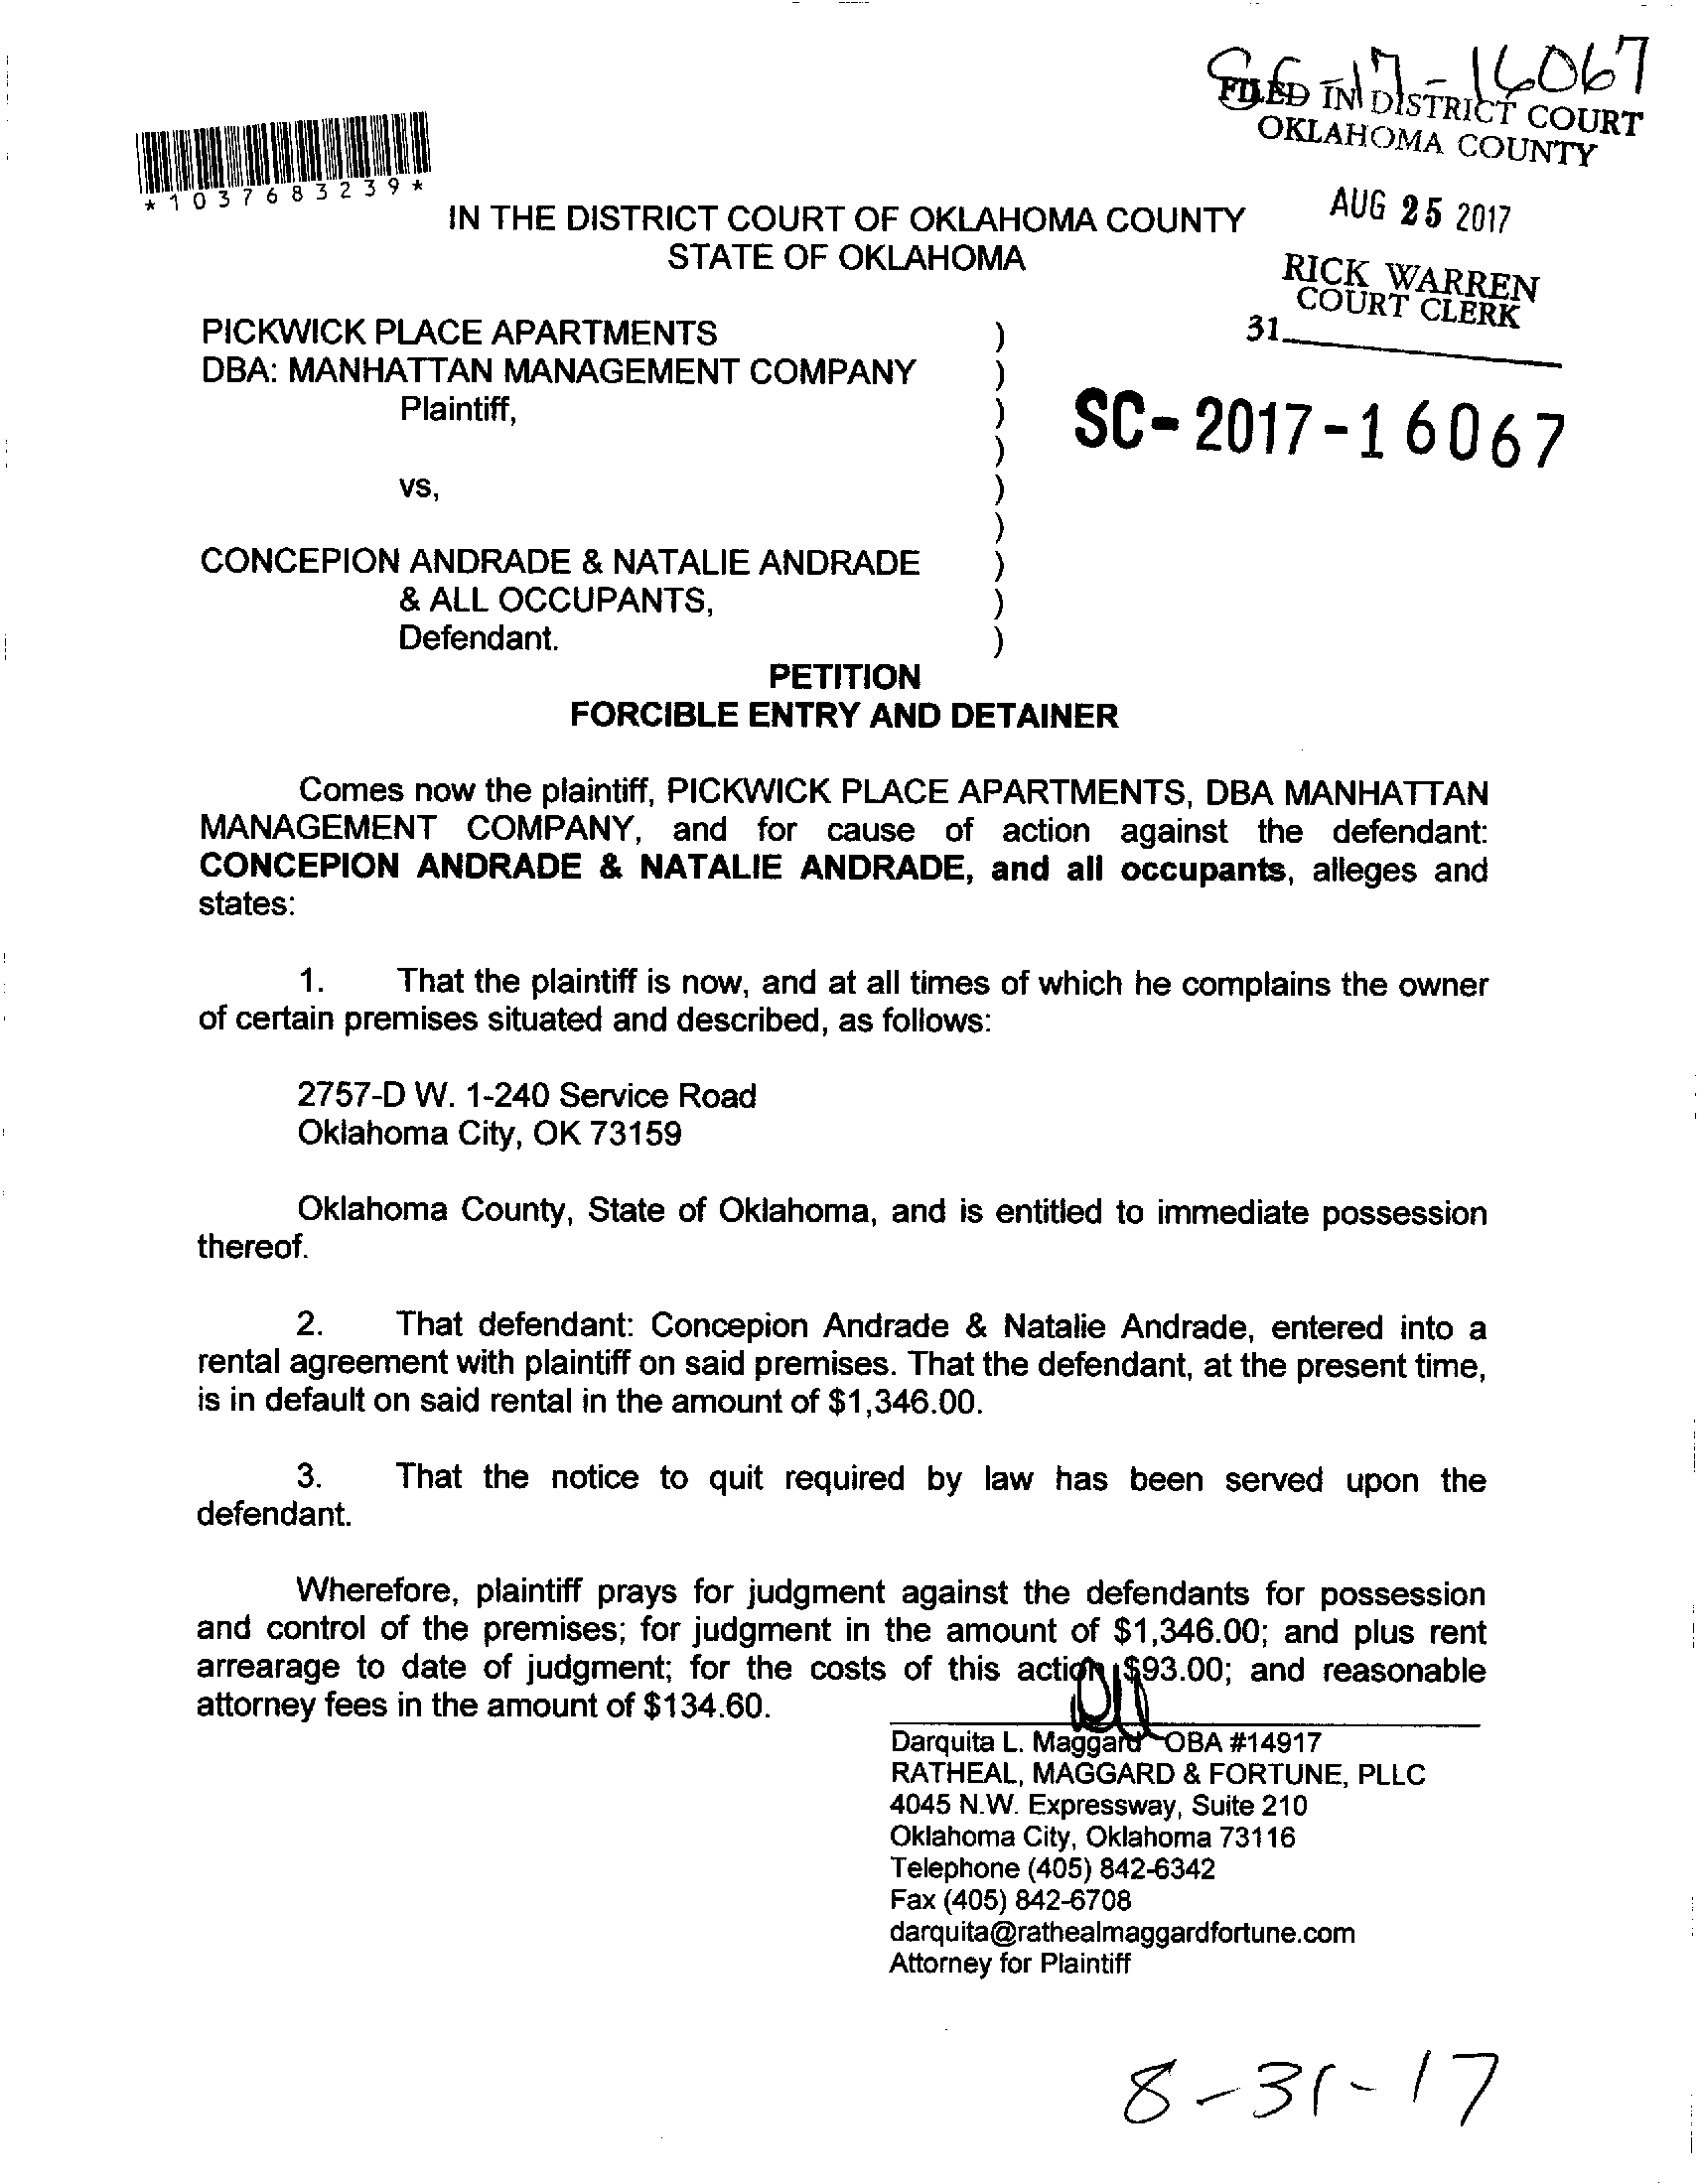 SC-17-16067
FILED IN DISTRICT COURT
OKLAHOMA COUNTY
*1037683239*
AUG 25 2017
IN THE DISTRICT COURT OF OKLAHOMA COUNTY
STATE OF OKLAHOMA
RICK WARREN
COURT CLERK
31
PICKWICK PLACE APARTMENTS )
DBA: MANHATTAN MANAGEMENT COMPANY )
Plaintiff, )
SC-2017-16067
)
vs, )
)
CONCEPION ANDRADE & NATALIE ANDRADE )
& ALL OCCUPANTS, )
Defendant. )
PETITION
FORCIBLE ENTRY AND DETAINER
Comes now the plaintiff, PICKWICK PLACE APARTMENTS, DBA MANHATTAN
MANAGEMENT COMPANY, and for cause of action against the defendant:
CONCEPION ANDRADE & NATALIE ANDRADE, and all occupants, alleges and
states:
1. That the plaintiff is now, and at all times of which he complains the owner
of certain premises situated and described, as follows:
2757-D W. 1-240 Service Road
Oklahoma City, OK 73159
Oklahoma County, State of Oklahoma, and is entitled to immediate possession
thereof.
2. That defendant: Concepion Andrade & Natalie Andrade, entered into a
rental agreement with plaintiff on said premises. That the defendant, at the present time,
is in default on said rental in the amount of $1,346.00.
3. That the notice to quit required by law has been served upon the
defendant.
Wherefore, plaintiff prays for judgment against the defendants for possession
and control of the premises; for judgment in the amount of $1,346.00; and plus rent
arrearage to date of judgment; for the costs of this action $93.00; and reasonable
attorney fees in the amount of $134.60.
Darquita L. Maggard OBA #14917
RATHEAL, MAGGARD & FORTUNE, PLLC
4045 N.W. Expressway, Suite 210
Oklahoma City, Oklahoma 73116
Telephone (405) 842-6342
Fax (405) 842-6708
darquita@rathealmaggardfortune.com
Attorney for Plaintiff
8-31-17